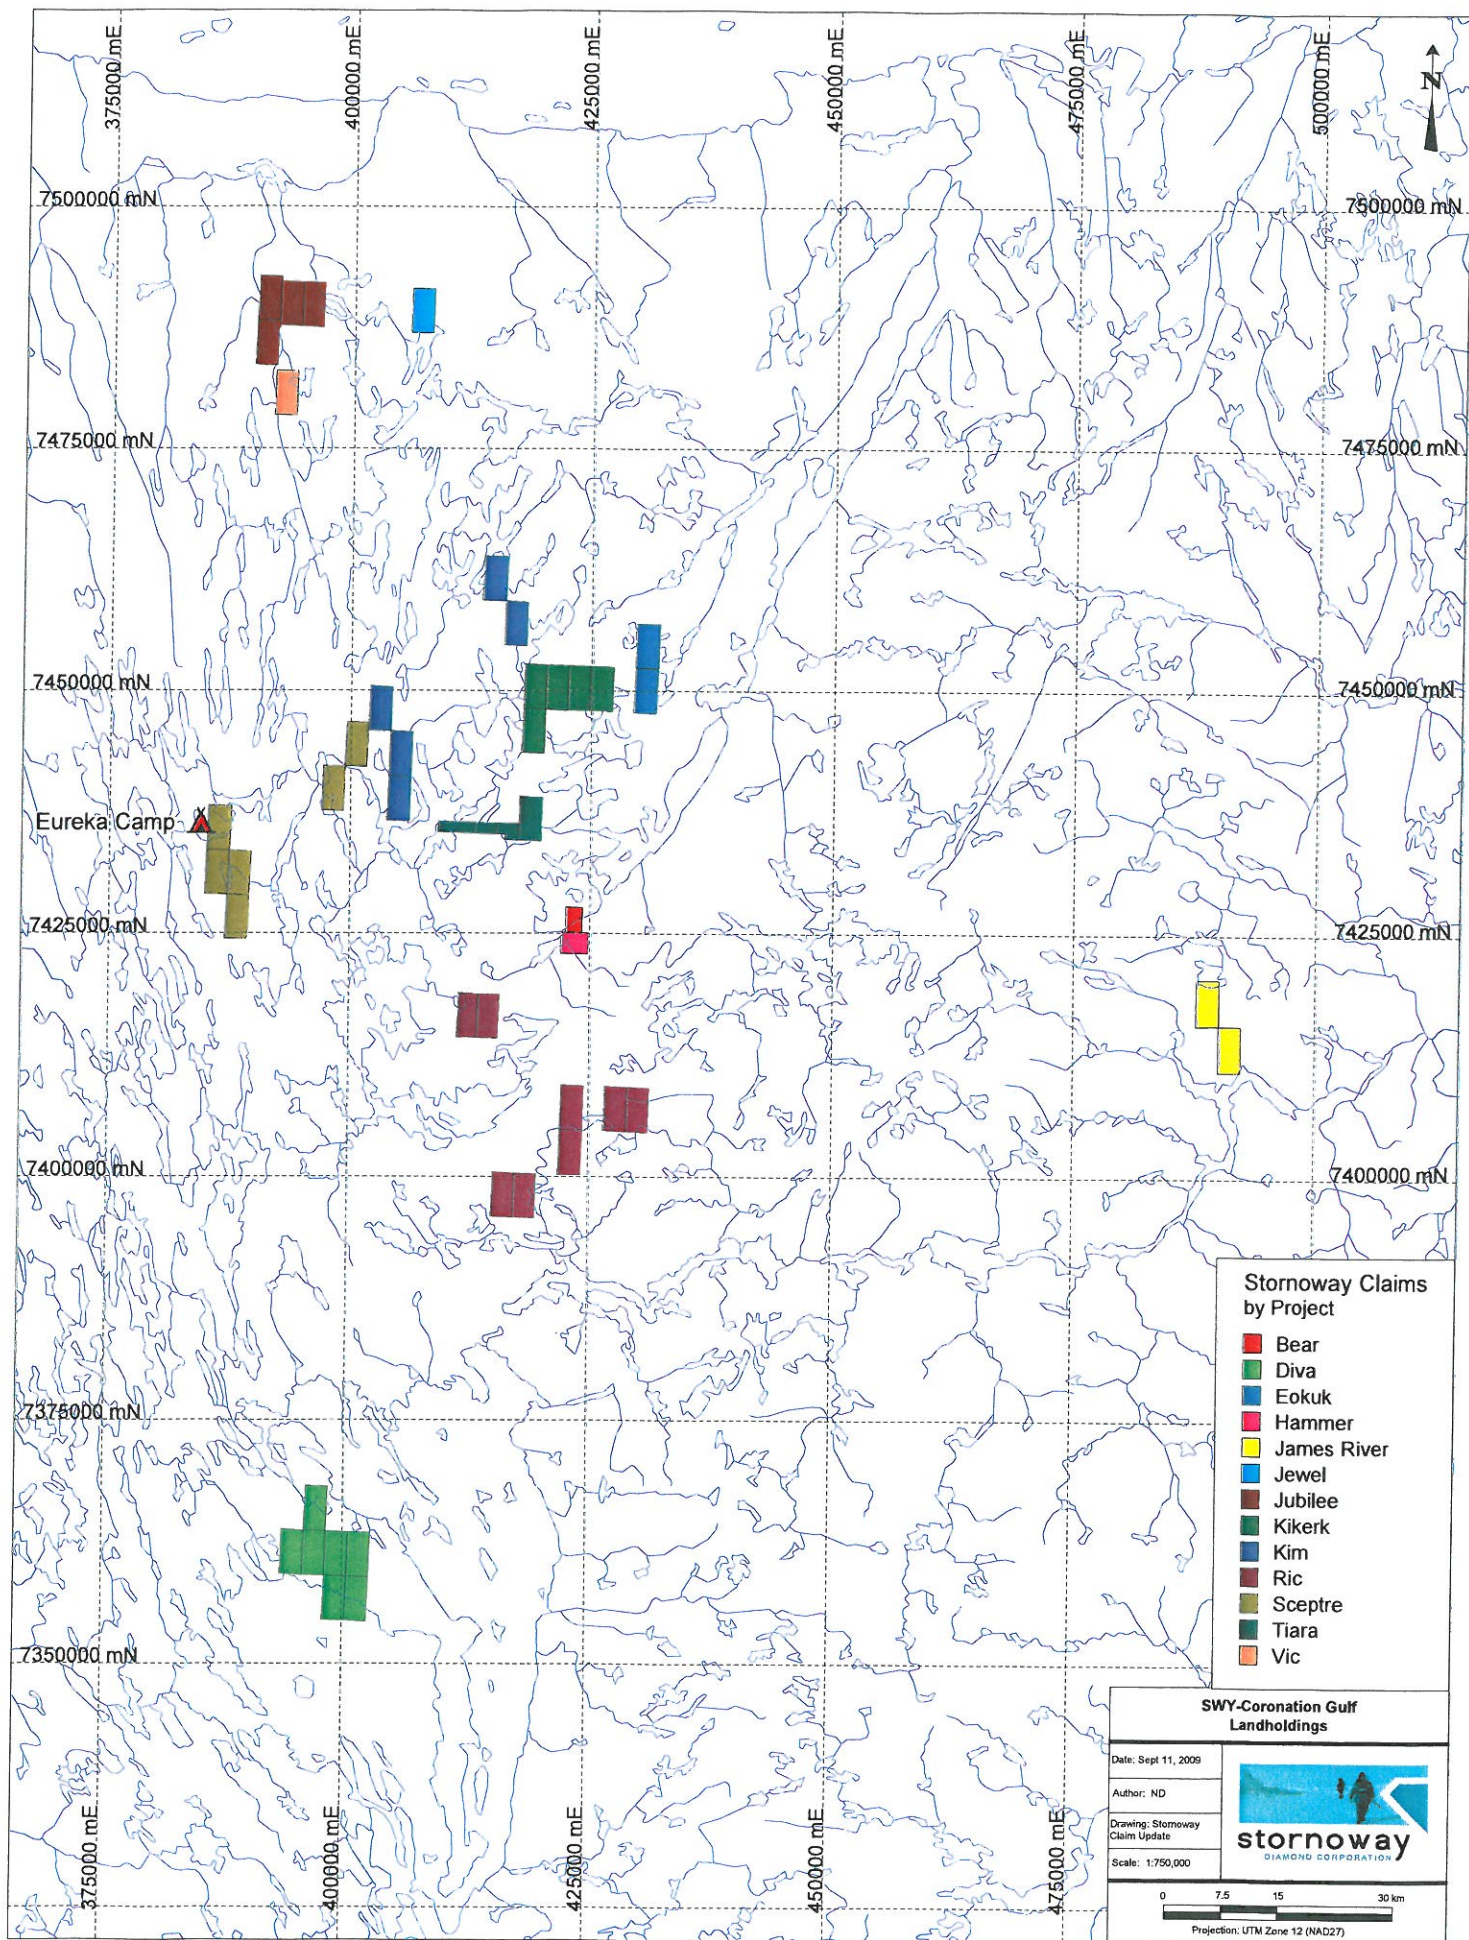 375000 mE
400000 mE
425000 mE
450000 mE
475000 mE
500000 mE
N
7500000 mN
7500000 mN
7475000 mN
7475000 mN
7450000 mN
7450000 mN
Eureka Camp
7425000 mN
7425000 mN
7400000 mN
7400000 mN
7375000 mN
7350000 mN
Stornoway Claims
by Project
Bear
Diva
Eokuk
Hammer
James River
Jewel
Jubilee
Kikerk
Kim
Ric
Sceptre
Tiara
Vic
SWY-Coronation Gulf
Landholdings
Date: Sept 11, 2009
Author: ND
Drawing: Stornoway
Claim Update
Scale: 1:750,000
stornoway
DIAMOND CORPORATION
375000 mE
400000 mE
425000 mE
450000 mE
475000 mE
0 7.5 15 30 km
Projection: UTM Zone 12 (NAD27)